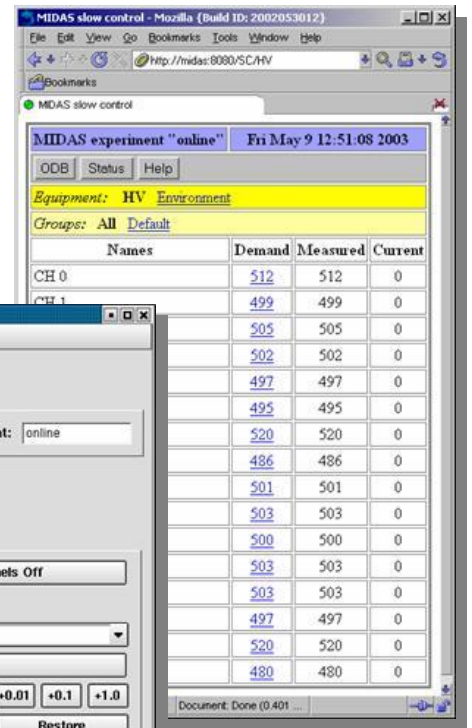 MIDAS slow control - Mozilla {Build ID: 2002053012}
File Edit View Go Bookmarks Tools Window Help
http://midas:8080/SC/HV
Bookmarks
MIDAS slow control
MIDAS experiment "online" Fri May 9 12:51:08 2003
ODB Status Help
Equipment: HV Environment
Groups: All Default
Names Demand Measured Current
CH 0 512 512 0
CH 1 499 499 0
505 505 0
502 502 0
497 497 0
495 495 0
520 520 0
486 486 0
501 501 0
503 503 0
500 500 0
503 503 0
503 503 0
497 497 0
520 520 0
480 480 0
Document: Done (0.401 ...
nt: online
nels Off
+0.01 +0.1 +1.0
Restore